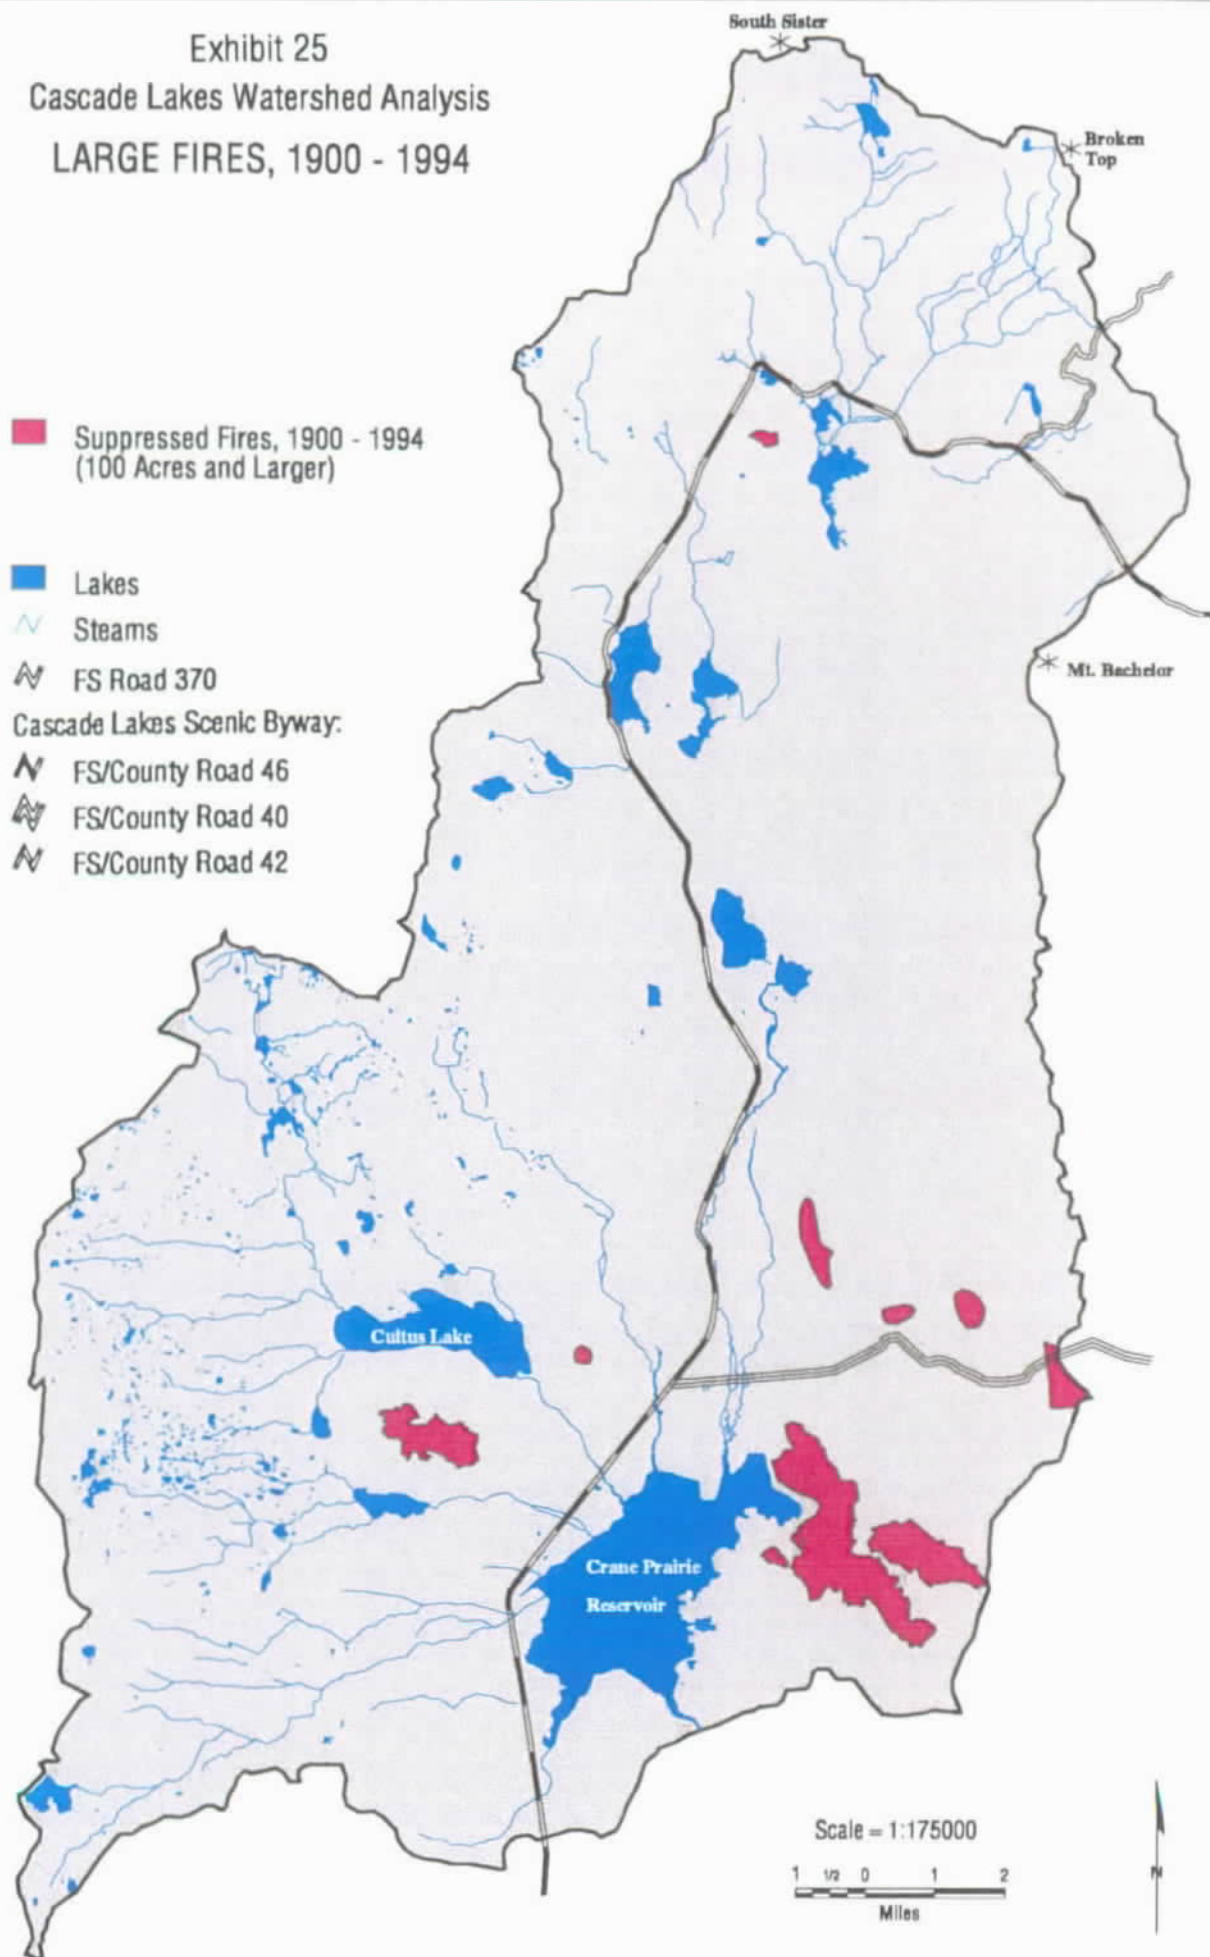 Exhibit 25
Cascade Lakes Watershed Analysis
LARGE FIRES, 1900 - 1994
South Sister
Broken
Top
Suppressed Fires, 1900 - 1994
(100 Acres and Larger)
Lakes
Steams
FS Road 370
Cascade Lakes Scenic Byway:
FS/County Road 46
FS/County Road 40
FS/County Road 42
Mt. Bachelor
Cultus Lake
Crane Prairie
Reservoir
Scale = 1:175000
1 1/2 0 1 2
Miles
N